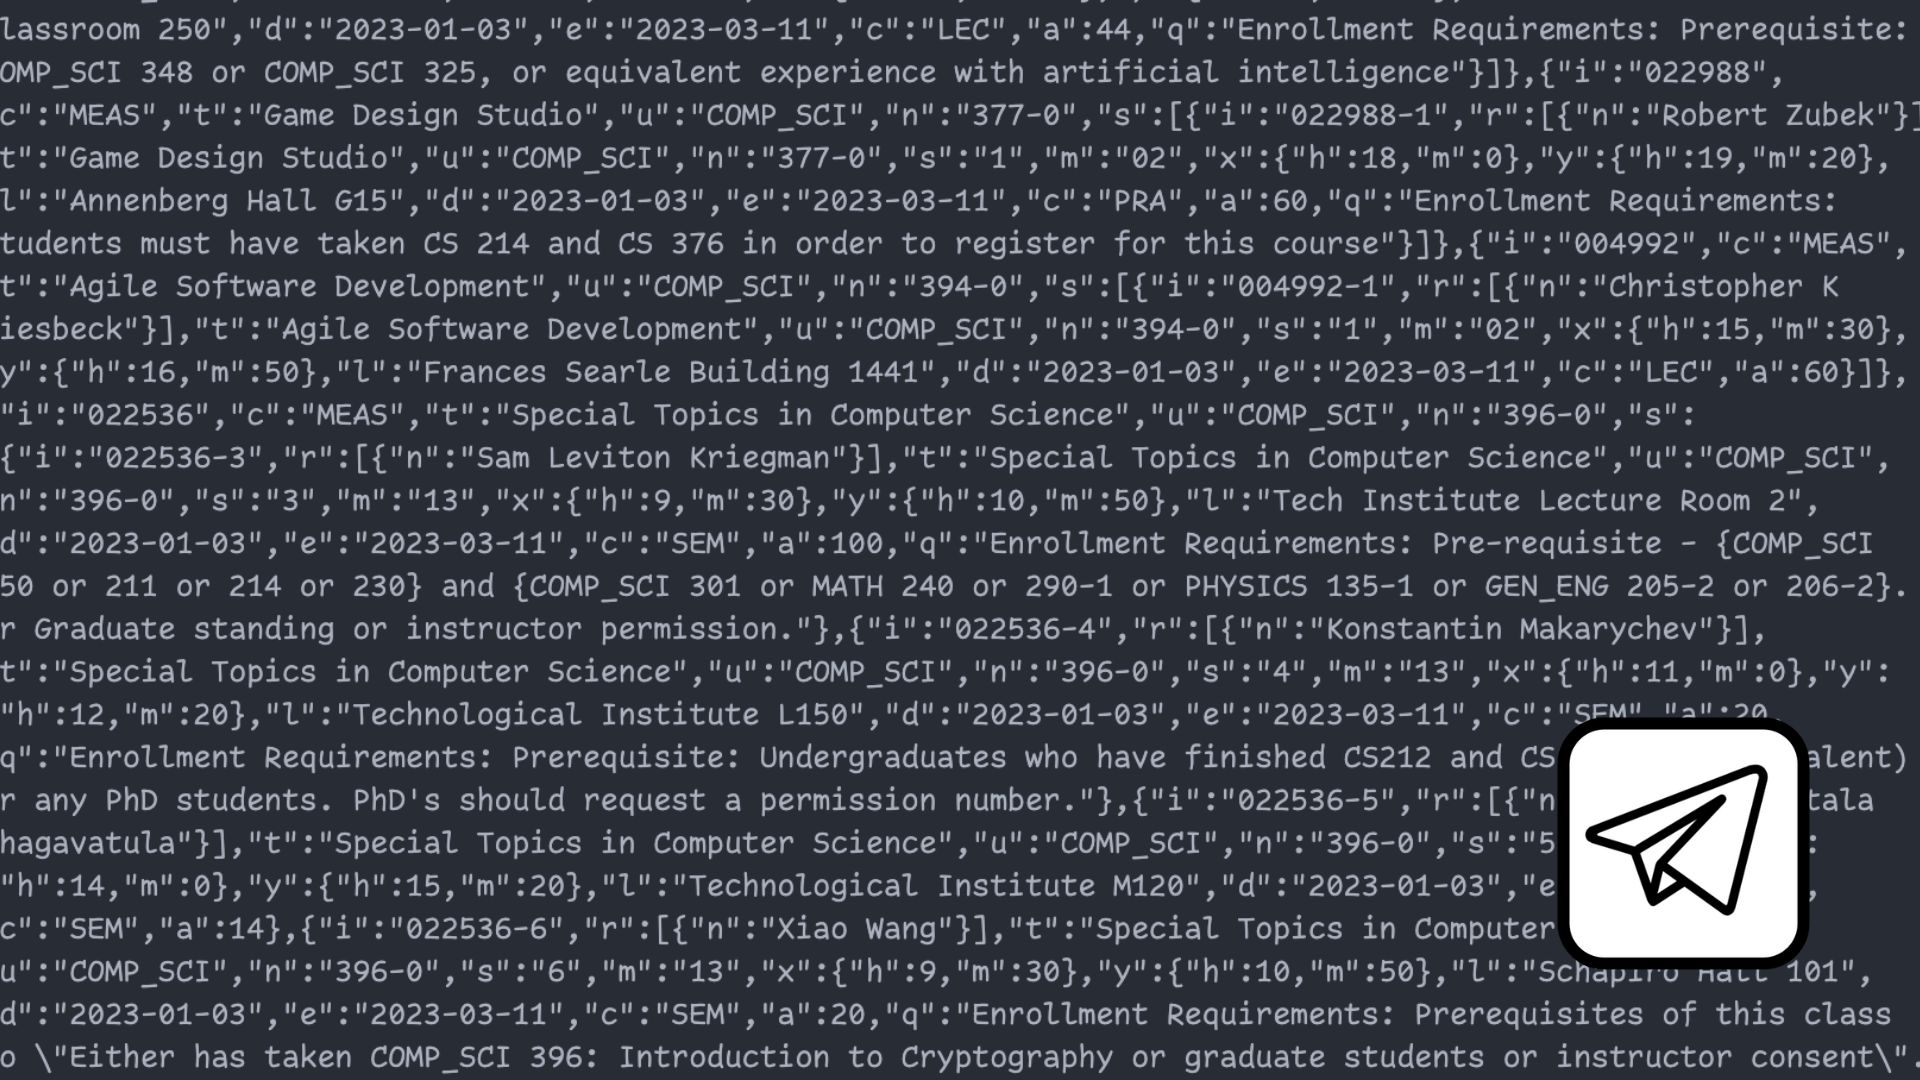 lassroom 250","d":"2023-01-03","e":"2023-03-11","c":"LEC","a":44,"q":"Enrollment Requirements: Prerequisite:
OMP_SCI 348 or COMP_SCI 325, or equivalent experience with artificial intelligence"}]},{"i":"022988",
c":"MEAS","t":"Game Design Studio","u":"COMP_SCI","n":"377-0","s":[{"i":"022988-1","r":[{"n":"Robert Zubek"}]
t":"Game Design Studio","u":"COMP_SCI","n":"377-0","s":"1","m":"02","x":{"h":18,"m":0},"y":{"h":19,"m":20},
l":"Annenberg Hall G15","d":"2023-01-03","e":"2023-03-11","c":"PRA","a":60,"q":"Enrollment Requirements:
tudents must have taken CS 214 and CS 376 in order to register for this course"}]},{"i":"004992","c":"MEAS",
t":"Agile Software Development","u":"COMP_SCI","n":"394-0","s":[{"i":"004992-1","r":[{"n":"Christopher K
iesbeck"}],"t":"Agile Software Development","u":"COMP_SCI","n":"394-0","s":"1","m":"02","x":{"h":15,"m":30},
y":{"h":16,"m":50},"l":"Frances Searle Building 1441","d":"2023-01-03","e":"2023-03-11","c":"LEC","a":60}]},
"i":"022536","c":"MEAS","t":"Special Topics in Computer Science","u":"COMP_SCI","n":"396-0","s":
{"i":"022536-3","r":[{"n":"Sam Leviton Kriegman"}],"t":"Special Topics in Computer Science","u":"COMP_SCI",
n":"396-0","s":"3","m":"13","x":{"h":9,"m":30},"y":{"h":10,"m":50},"l":"Tech Institute Lecture Room 2",
d":"2023-01-03","e":"2023-03-11","c":"SEM","a":100,"q":"Enrollment Requirements: Pre-requisite - {COMP_SCI
50 or 211 or 214 or 230} and {COMP_SCI 301 or MATH 240 or 290-1 or PHYSICS 135-1 or GEN_ENG 205-2 or 206-2}.
r Graduate standing or instructor permission."},{"i":"022536-4","r":[{"n":"Konstantin Makarychev"}],
t":"Special Topics in Computer Science","u":"COMP_SCI","n":"396-0","s":"4","m":"13","x":{"h":11,"m":0},"y":
"h":12,"m":20},"l":"Technological Institute L150","d":"2023-01-03","e":"2023-03-11","c":"SEM","a":20,
q":"Enrollment Requirements: Prerequisite: Undergraduates who have finished CS212 and CS alent)
r any PhD students. PhD's should request a permission number."},{"i":"022536-5","r":[{"n tala
hagavatula"}],"t":"Special Topics in Computer Science","u":"COMP_SCI","n":"396-0","s":"5 :
"h":14,"m":0},"y":{"h":15,"m":20},"l":"Technological Institute M120","d":"2023-01-03","e ,
c":"SEM","a":14},{"i":"022536-6","r":[{"n":"Xiao Wang"}],"t":"Special Topics in Computer
u":"COMP_SCI","n":"396-0","s":"6","m":"13","x":{"h":9,"m":30},"y":{"h":10,"m":50},"l":"Schapiro Hall 101",
d":"2023-01-03","e":"2023-03-11","c":"SEM","a":20,"q":"Enrollment Requirements: Prerequisites of this class
o \"Either has taken COMP_SCI 396: Introduction to Cryptography or graduate students or instructor consent\".